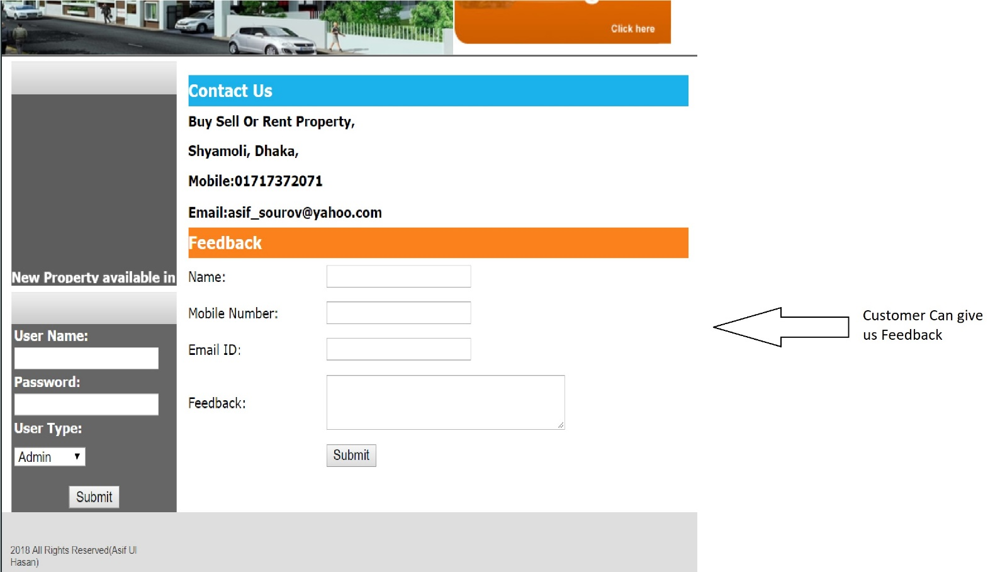 Click here
Contact Us
Buy Sell Or Rent Property,
Shyamoli, Dhaka,
Mobile:01717372071
Email:asif_sourov@yahoo.com
Feedback
Name:
Mobile Number:
Email ID:
Feedback:
Submit
New Property available in
User Name:
Password:
User Type:
Admin
Submit
Customer Can give
us Feedback
2018 All Rights Reserved(Asif Ul
Hasan)